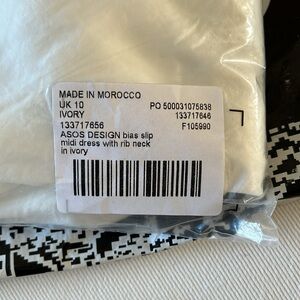 MADE IN MOROCCO
UK 10 PO 500031075838
IVORY 133717646
133717656 F105990
ASOS DESIGN bias slip
midi dress with rib neck
in ivory